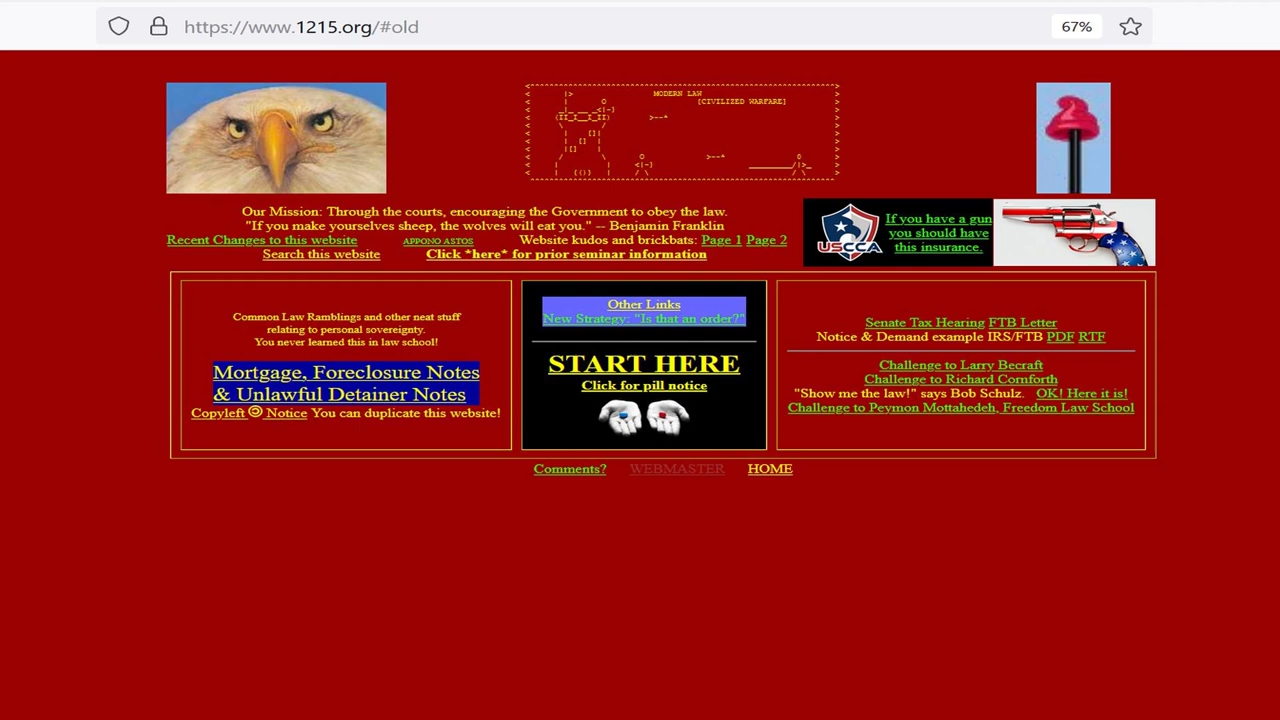 https://www.1215.org/#old
67%
MODERN LAW
[CIVILIZED WARFARE]
Our Mission: Through the courts, encouraging the Government to obey the law.
"If you make yourselves sheep, the wolves will eat you." -- Benjamin Franklin
Recent Changes to this website APPONO ASTOS Website kudos and brickbats: Page 1 Page 2
Search this website Click *here* for prior seminar information
USCCA
If you have a gun
you should have
this insurance.
Common Law Ramblings and other neat stuff
relating to personal sovereignty.
You never learned this in law school!
Mortgage, Foreclosure Notes
& Unlawful Detainer Notes
Copyleft Notice You can duplicate this website!
Other Links
New Strategy: "Is that an order?"
START HERE
Click for pill notice
Senate Tax Hearing FTB Letter
Notice & Demand example IRS/FTB PDF RTF
Challenge to Larry Becraft
Challenge to Richard Cornforth
"Show me the law!" says Bob Schulz. OK! Here it is!
Challenge to Peymon Mottahedeh, Freedom Law School
Comments? WEBMASTER HOME